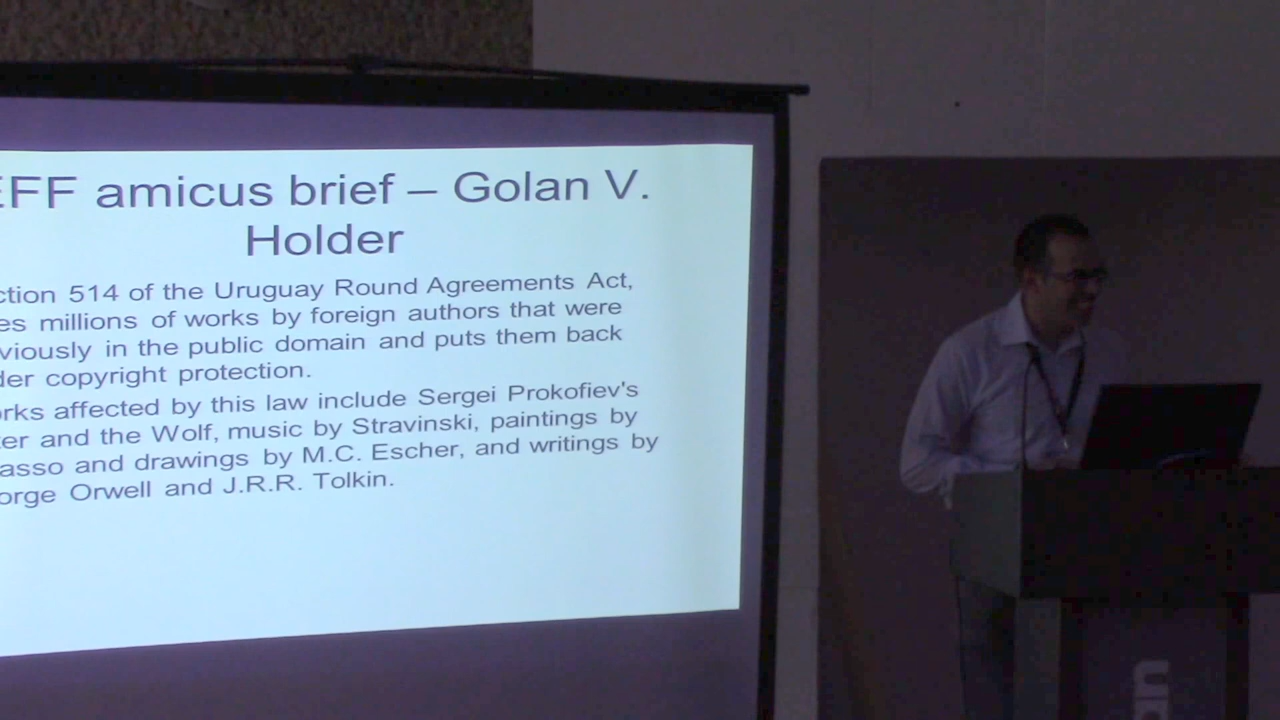 EFF amicus brief – Golan V.
Holder
ction 514 of the Uruguay Round Agreements Act,
es millions of works by foreign authors that were
viously in the public domain and puts them back
der copyright protection.
orks affected by this law include Sergei Prokofiev's
ter and the Wolf, music by Stravinski, paintings by
asso and drawings by M.C. Escher, and writings by
orge Orwell and J.R.R. Tolkin.